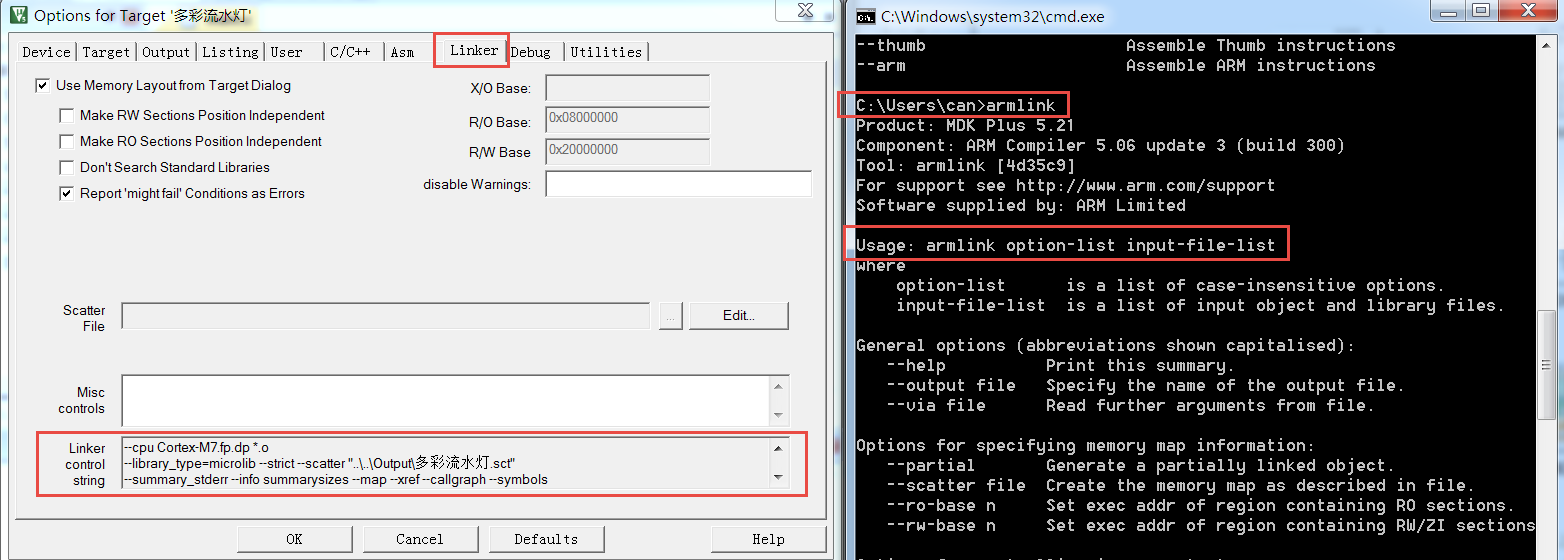 Options for Target '多彩流水灯'
Device Target Output Listing User C/C++ Asm Linker Debug Utilities
Use Memory Layout from Target Dialog
Make RW Sections Position Independent
Make RO Sections Position Independent
Don't Search Standard Libraries
Report 'might fail' Conditions as Errors
X/O Base:
R/O Base: 0x08000000
R/W Base 0x20000000
disable Warnings:
Scatter
File
... Edit...
Misc
controls
Linker
control
string
--cpu Cortex-M7.fp.dp *.o
--library_type=microlib --strict --scatter "..\..\Output\多彩流水灯.sct"
--summary_stderr --info summarysizes --map --xref --callgraph --symbols
OK Cancel Defaults Help
C:\Windows\system32\cmd.exe
--thumb Assemble Thumb instructions
--arm Assemble ARM instructions
C:\Users\can>armlink
Product: MDK Plus 5.21
Component: ARM Compiler 5.06 update 3 (build 300)
Tool: armlink [4d35c9]
For support see http://www.arm.com/support
Software supplied by: ARM Limited
Usage: armlink option-list input-file-list
where
option-list is a list of case-insensitive options.
input-file-list is a list of input object and library files.
General options (abbreviations shown capitalised):
--help Print this summary.
--output file Specify the name of the output file.
--via file Read further arguments from file.
Options for specifying memory map information:
--partial Generate a partially linked object.
--scatter file Create the memory map as described in file.
--ro-base n Set exec addr of region containing RO sections.
--rw-base n Set exec addr of region containing RW/ZI sections